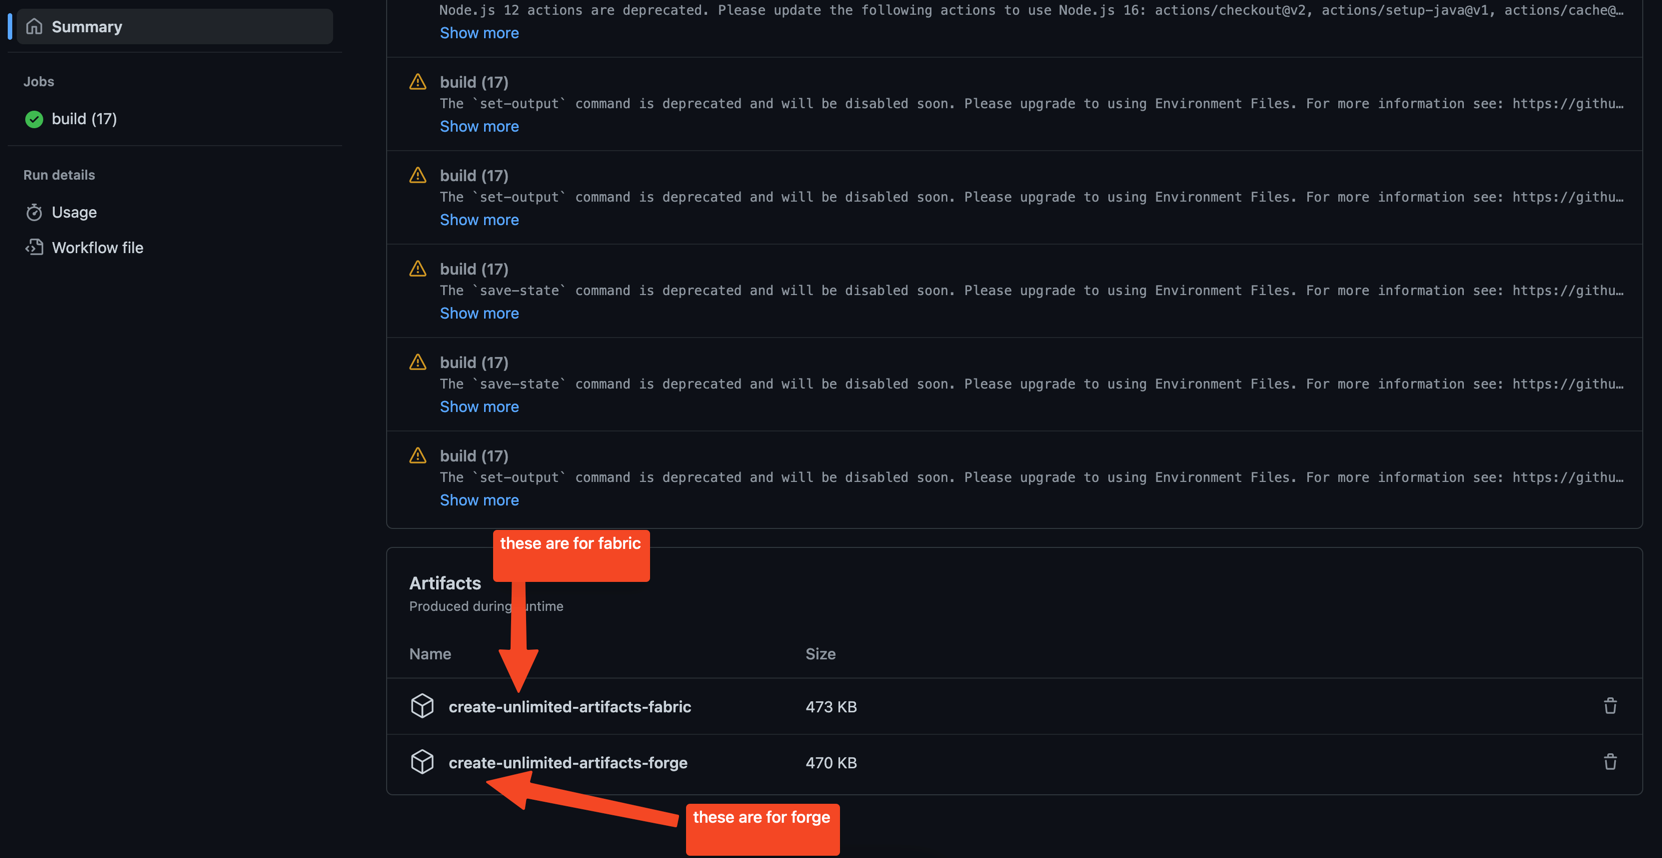 Summary
Jobs
build (17)
Run details
Usage
Workflow file
Node.js 12 actions are deprecated. Please update the following actions to use Node.js 16: actions/checkout@v2, actions/setup-java@v1, actions/cache@…
Show more
build (17)
The `set-output` command is deprecated and will be disabled soon. Please upgrade to using Environment Files. For more information see: https://githu…
Show more
build (17)
The `set-output` command is deprecated and will be disabled soon. Please upgrade to using Environment Files. For more information see: https://githu…
Show more
build (17)
The `save-state` command is deprecated and will be disabled soon. Please upgrade to using Environment Files. For more information see: https://githu…
Show more
build (17)
The `save-state` command is deprecated and will be disabled soon. Please upgrade to using Environment Files. For more information see: https://githu…
Show more
build (17)
The `set-output` command is deprecated and will be disabled soon. Please upgrade to using Environment Files. For more information see: https://githu…
Show more
these are for fabric
Artifacts
Produced during untime
Name Size
create-unlimited-artifacts-fabric 473 KB
create-unlimited-artifacts-forge 470 KB
these are for forge